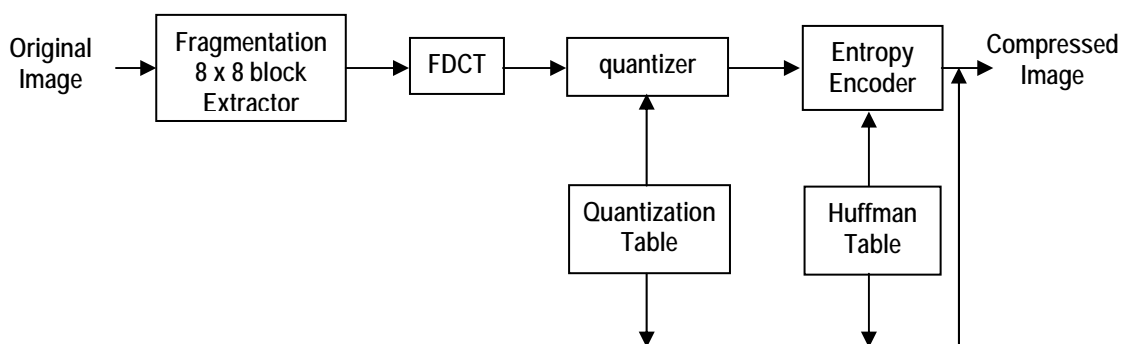 Original
Image
Fragmentation
8 x 8 block
Extractor
FDCT
quantizer
Entropy
Encoder
Compressed
Image
Quantization
Table
Huffman
Table